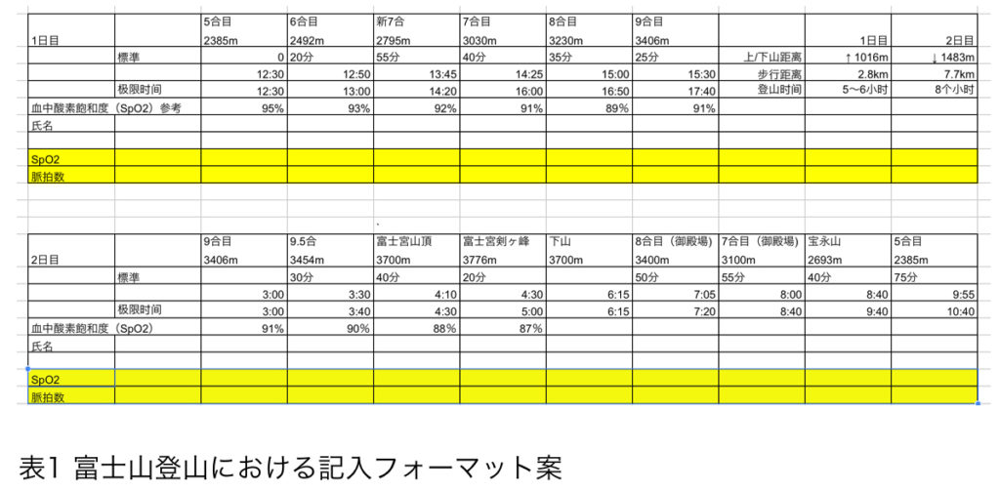 5合目 6合目 新7合 7合目 8合目 9合目
1日目 2385m 2492m 2795m 3030m 3230m 3406m 1日目 2日目
標準 0 20分 55分 40分 35分 25分 上/下山距离 ↑1016m ↓1483m
12:30 12:50 13:45 14:25 15:00 15:30 步行距离 2.8km 7.7km
极限时间 12:30 13:00 14:20 16:00 16:50 17:40 登山时间 5〜6小时 8个小时
血中酸素飽和度（SpO2）参考 95% 93% 92% 91% 89% 91%
氏名
SpO2
脈拍数
9合目 9.5合 富士宮山頂 富士宮剣ヶ峰 下山 8合目（御殿場) 7合目（御殿場) 宝永山 5合目
2日目 3406m 3454m 3700m 3776m 3700m 3400m 3100m 2693m 2385m
標準 30分 40分 20分 50分 55分 40分 75分
3:00 3:30 4:10 4:30 6:15 7:05 8:00 8:40 9:55
极限时间 3:00 3:40 4:30 5:00 6:15 7:20 8:40 9:40 10:40
血中酸素飽和度（SpO2） 91% 90% 88% 87%
氏名
SpO2
脈拍数
表1 富士山登山における記入フォーマット案